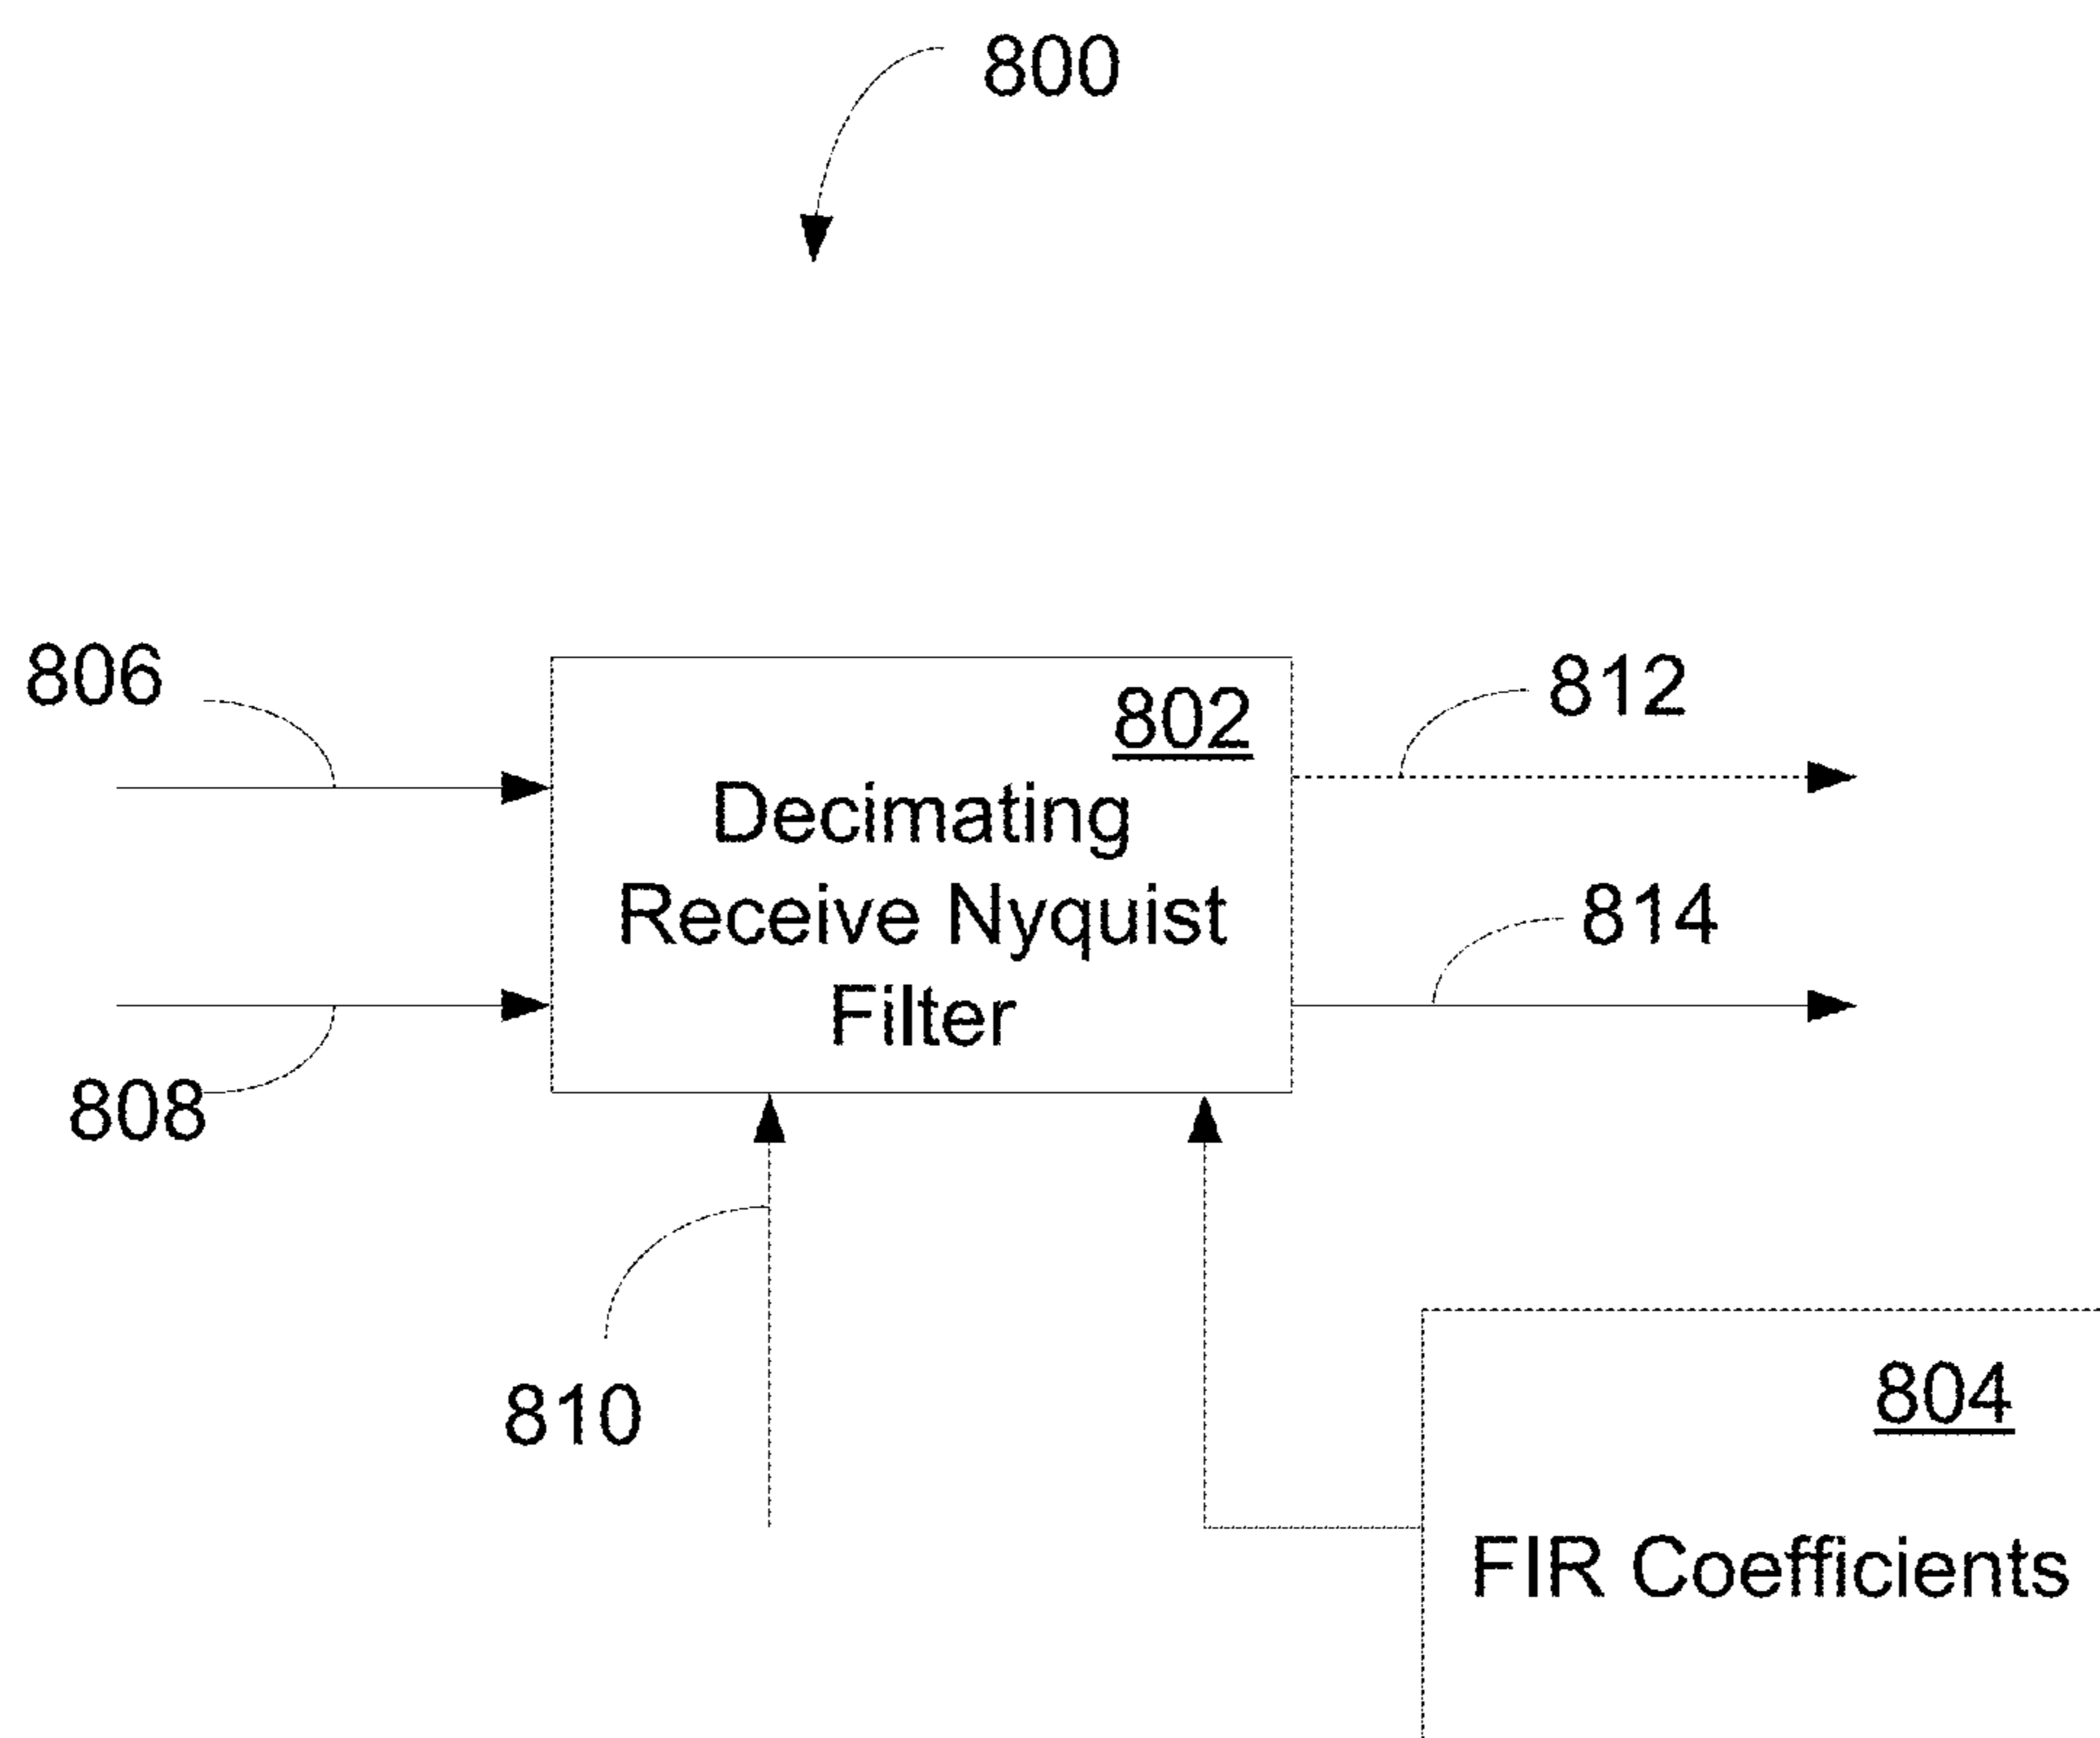 800
806
802
812
Decimating
Receive Nyquist
Filter
814
808
810
804
FIR Coefficients